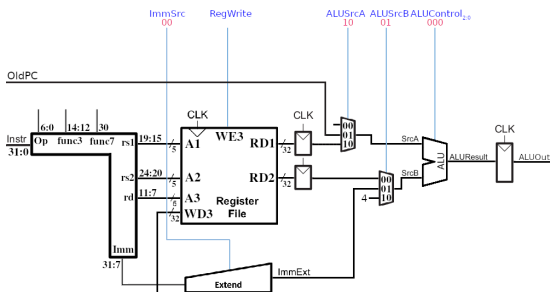 ImmSrc RegWrite ALUSrcA ALUSrcB ALUControl2:0
00 10 01 000
OldPC
6:0 14:12 30 CLK CLK 00 CLK
Instr Op func3 func7 rs1 19:15 A1 WE3 RD1 01 SrcA
31:0 5 32 10 ALU ALUResult ALUOut
rs2 24:20 A2 RD2 00 SrcB
5 32 01
rd 11:7 A3 4 10
6 WD3 Register
32 File
Imm
31:7 ImmExt
Extend